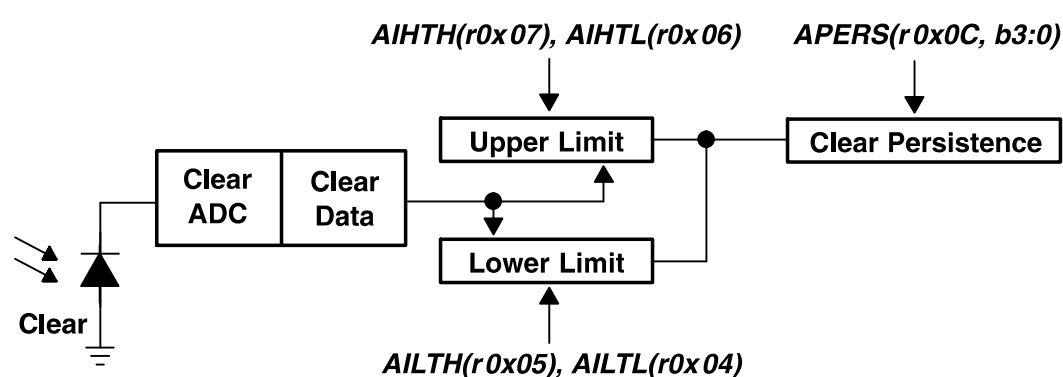 AIHTH(r0x07), AIHTL(r0x06)
APERS(r0x0C, b3:0)
Upper Limit
Clear Persistence
Clear
ADC
Clear
Data
Lower Limit
Clear
AILTH(r0x05), AILTL(r0x04)